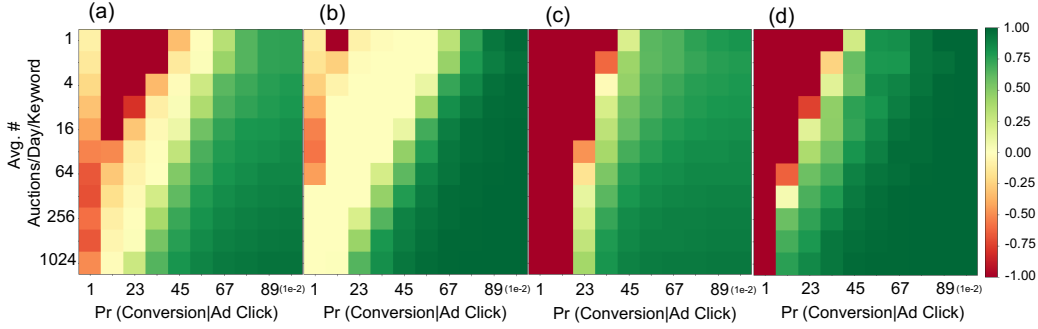 (a) (b) (c) (d)
Avg. #
Auctions/Day/Keyword
1
4
16
64
256
1024
1 23 45 67 89(1e-2)
1 23 45 67 89(1e-2)
1 23 45 67 89(1e-2)
1 23 45 67 89(1e-2)
Pr (Conversion|Ad Click)
Pr (Conversion|Ad Click)
Pr (Conversion|Ad Click)
Pr (Conversion|Ad Click)
1.00
0.75
0.50
0.25
0.00
-0.25
-0.50
-0.75
-1.00